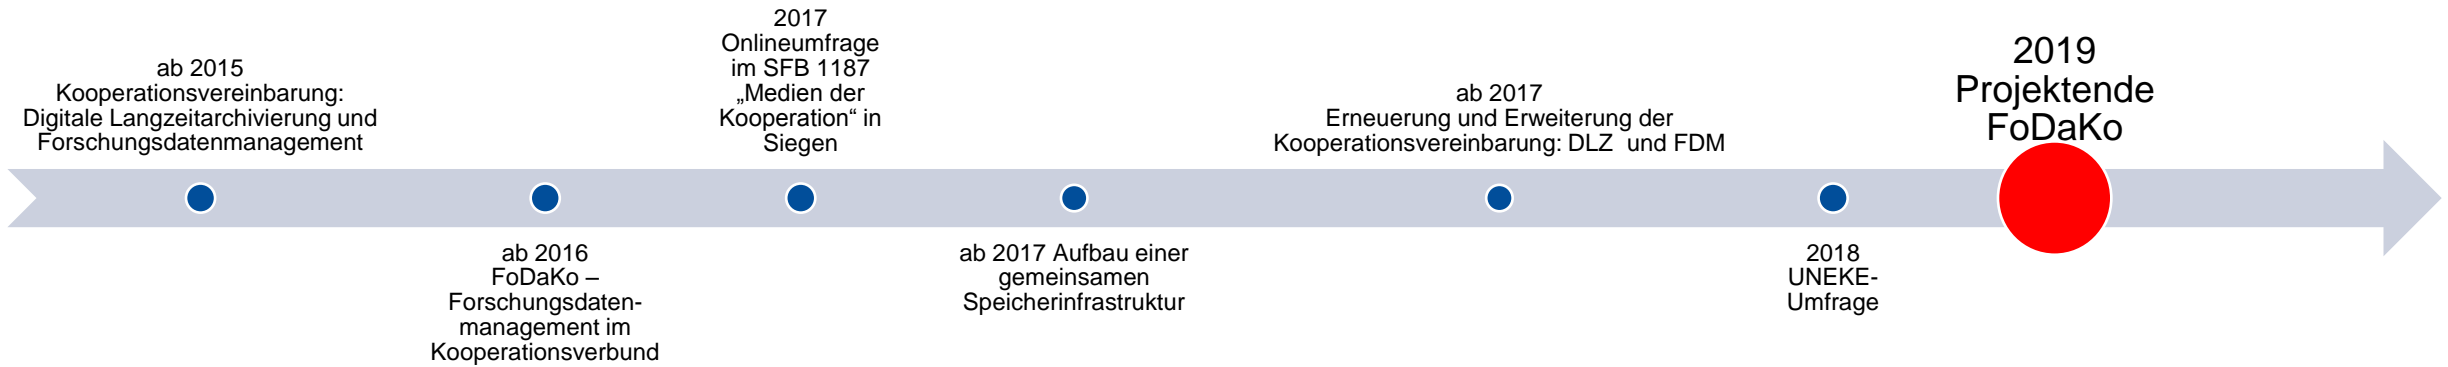 ab 2015
Kooperationsvereinbarung:
Digitale Langzeitarchivierung und
Forschungsdatenmanagement
ab 2016
FoDaKo –
Forschungsdaten-
management im
Kooperationsverbund
2017
Onlineumfrage
im SFB 1187
„Medien der
Kooperation“ in
Siegen
ab 2017 Aufbau einer
gemeinsamen
Speicherinfrastruktur
ab 2017
Erneuerung und Erweiterung der
Kooperationsvereinbarung: DLZ und FDM
2018
UNEKE-
Umfrage
2019
Projektende
FoDaKo